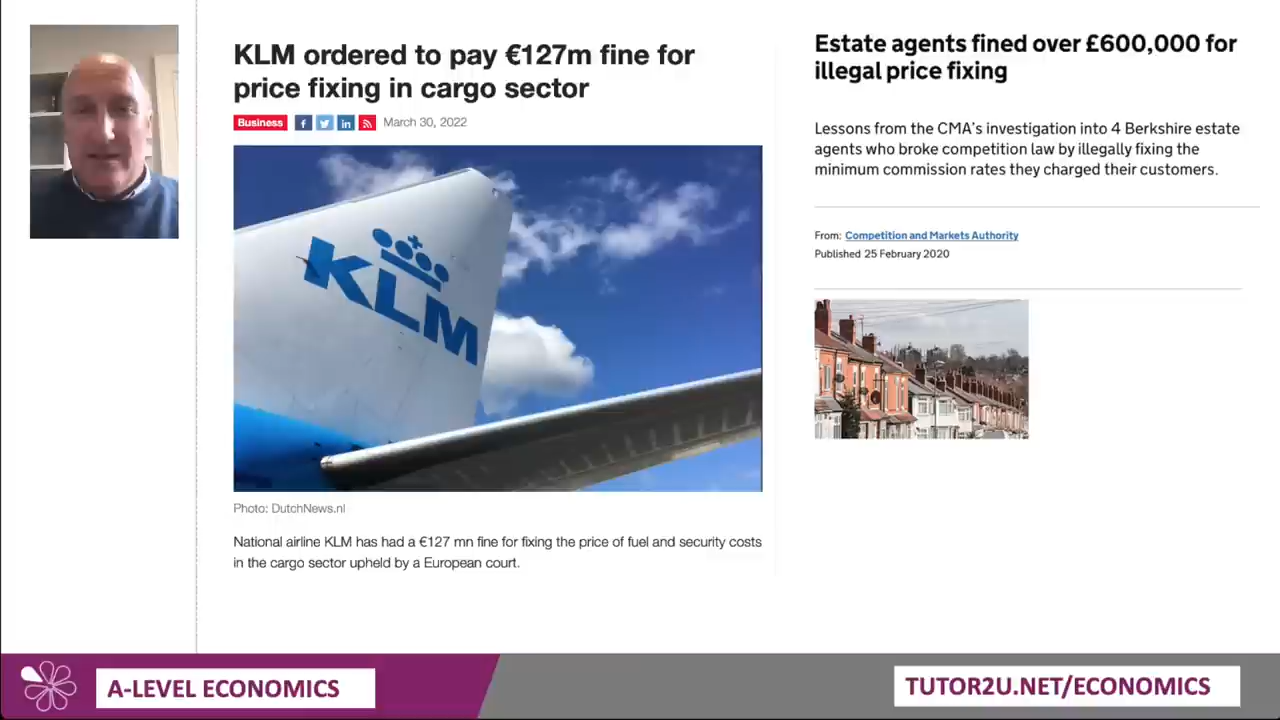 KLM ordered to pay €127m fine for
price fixing in cargo sector
Business
March 30, 2022
KLM
Photo: DutchNews.nl
National airline KLM has had a €127 mn fine for fixing the price of fuel and security costs
in the cargo sector upheld by a European court.
Estate agents fined over £600,000 for
illegal price fixing
Lessons from the CMA's investigation into 4 Berkshire estate
agents who broke competition law by illegally fixing the
minimum commission rates they charged their customers.
From: Competition and Markets Authority
Published 25 February 2020
A-LEVEL ECONOMICS
TUTOR2U.NET/ECONOMICS